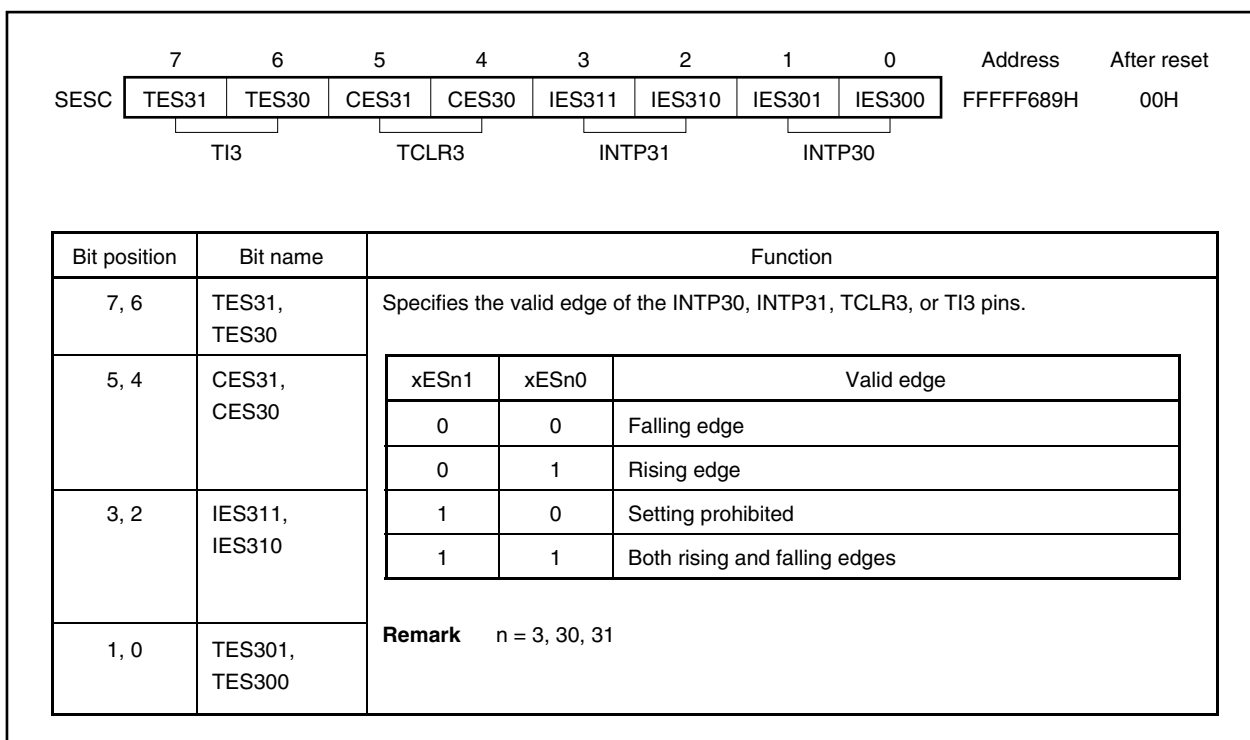 7 6 5 4 3 2 1 0 Address After reset
SESC TES31 TES30 CES31 CES30 IES311 IES310 IES301 IES300 FFFFF689H 00H
TI3 TCLR3 INTP31 INTP30
Bit position Bit name Function
7, 6 TES31, Specifies the valid edge of the INTP30, INTP31, TCLR3, or TI3 pins.
TES30
5, 4 CES31, xESn1 xESn0 Valid edge
CES30
0 0 Falling edge
0 1 Rising edge
3, 2 IES311, 1 0 Setting prohibited
IES310
1 1 Both rising and falling edges
Remark n = 3, 30, 31
1, 0 TES301,
TES300